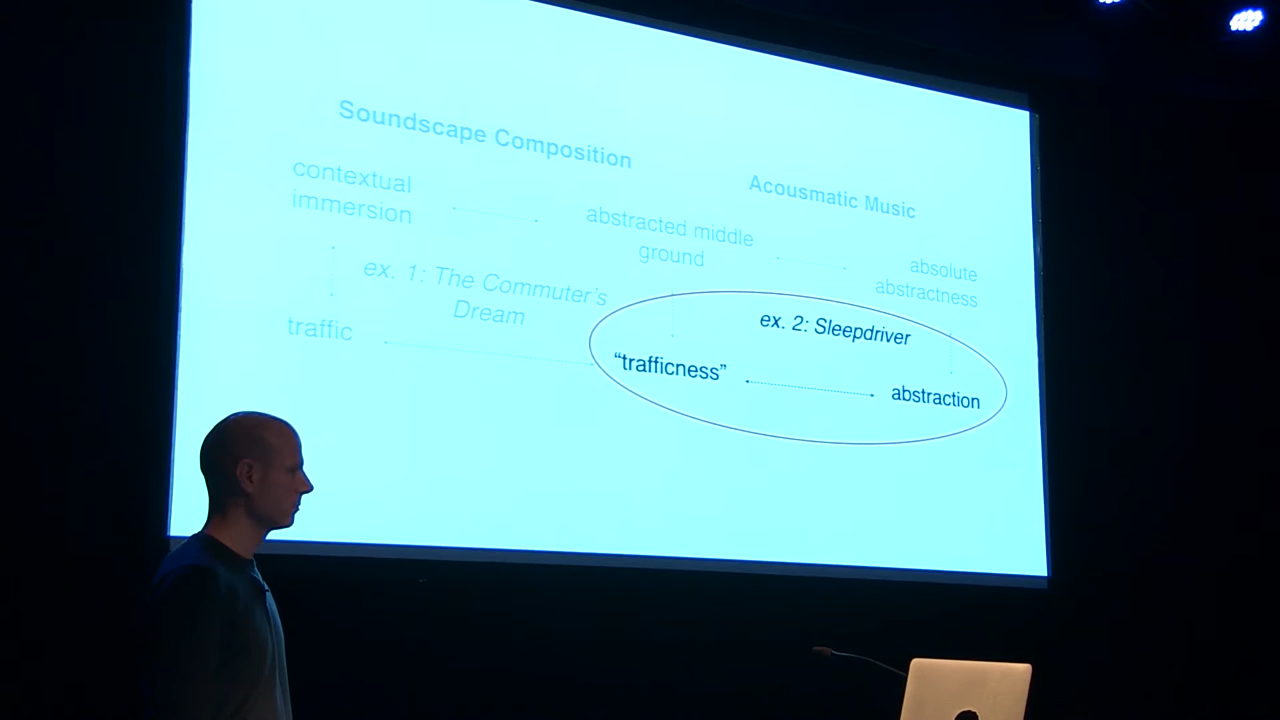 Soundscape Composition
Acousmatic Music
contextual
immersion
abstracted middle
ground
absolute
abstractness
ex. 1: The Commuter’s
Dream
ex. 2: Sleepdriver
traffic
“trafficness”
abstraction